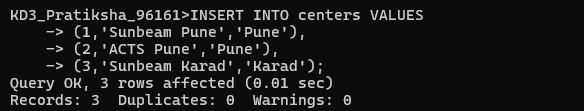 KD3_Pratiksha_96161>INSERT INTO centers VALUES
-> (1,'Sunbeam Pune','Pune'),
-> (2,'ACTS Pune','Pune'),
-> (3,'Sunbeam Karad','Karad');
Query OK, 3 rows affected (0.01 sec)
Records: 3  Duplicates: 0  Warnings: 0